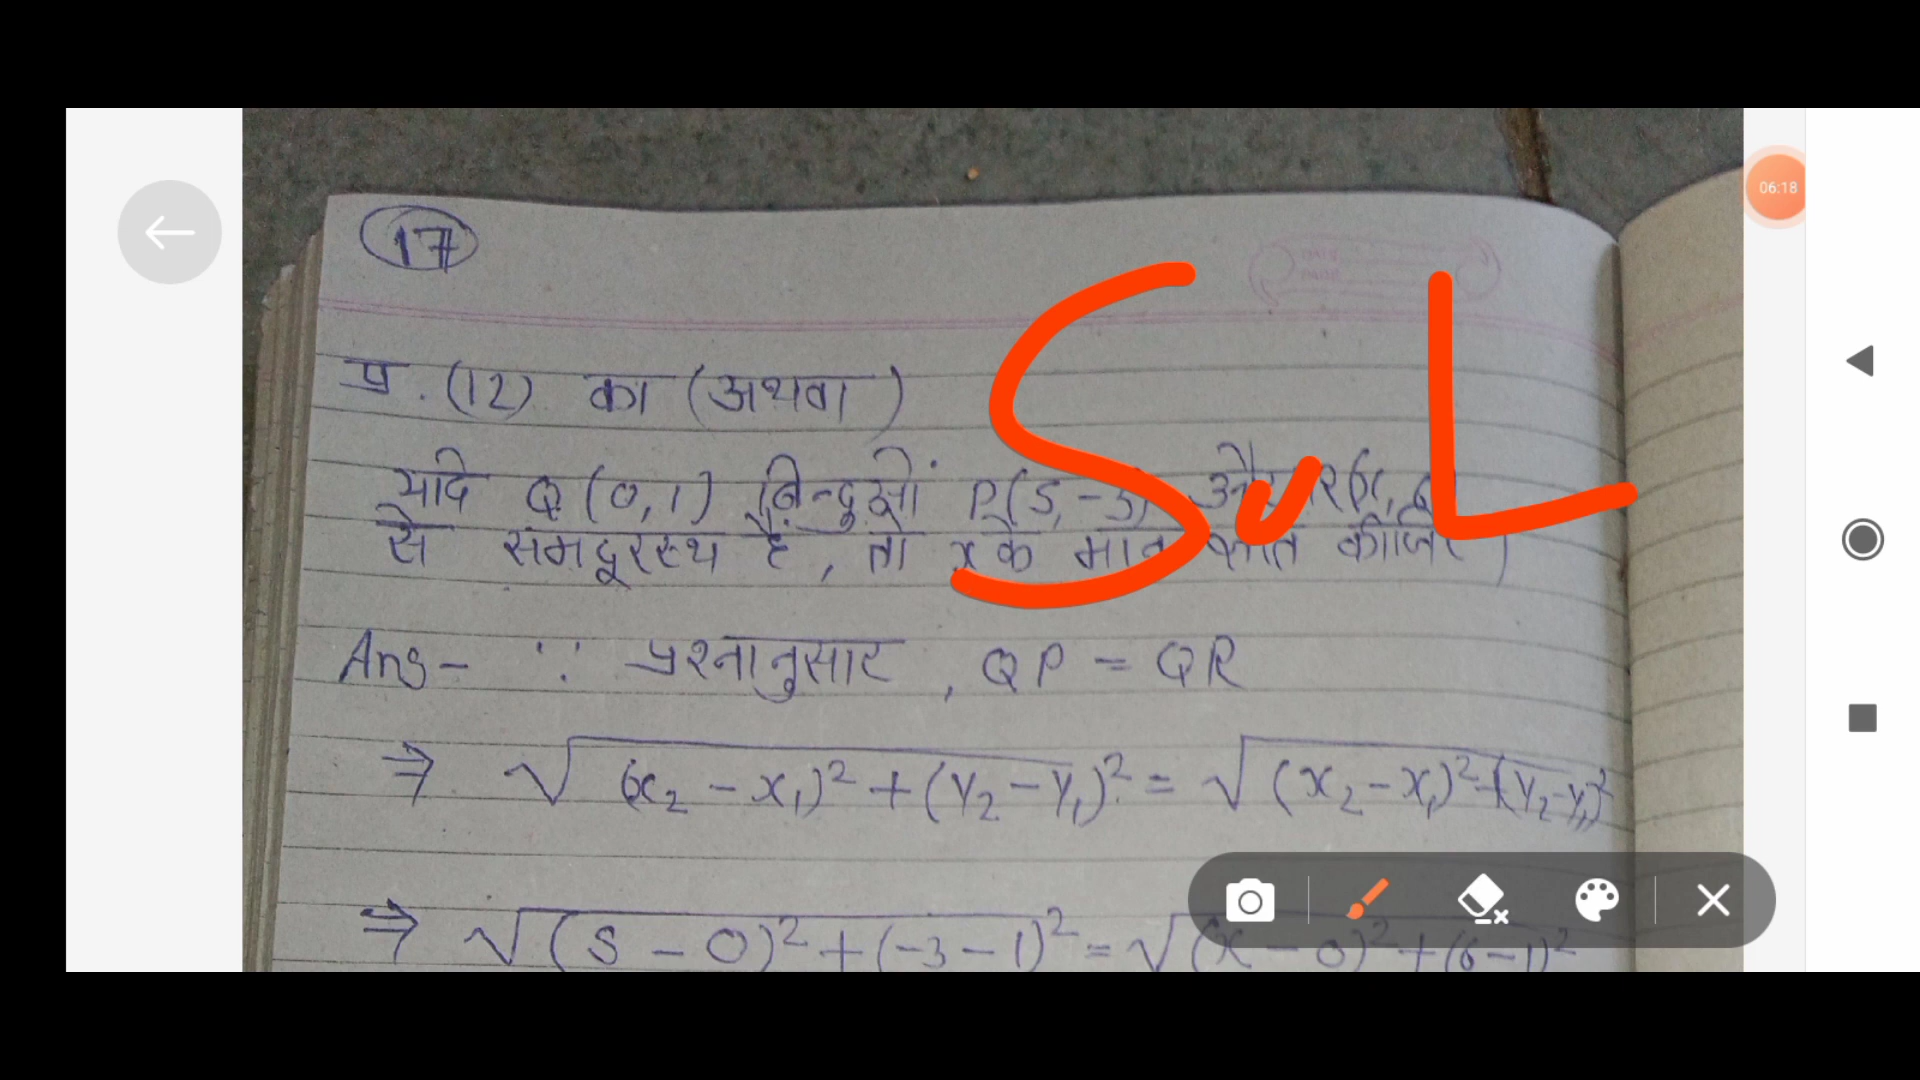 06:18
17
प्र. (12) का (अथवा)
यदि Q (0,1) बिन्दुओं P(5,-3) और R(x, 6)
से समदूरस्थ है, तो x के मान ज्ञात कीजिए।
SuL
Ans- ∵ प्रश्नानुसार, QP = QR
⇒ √(x₂-x₁)² + (y₂-y₁)² = √(x₂-x₁)²+(y₂-y₁)²
⇒ √(5-0)²+(-3-1)² = √(x-0)²+(6-1)²